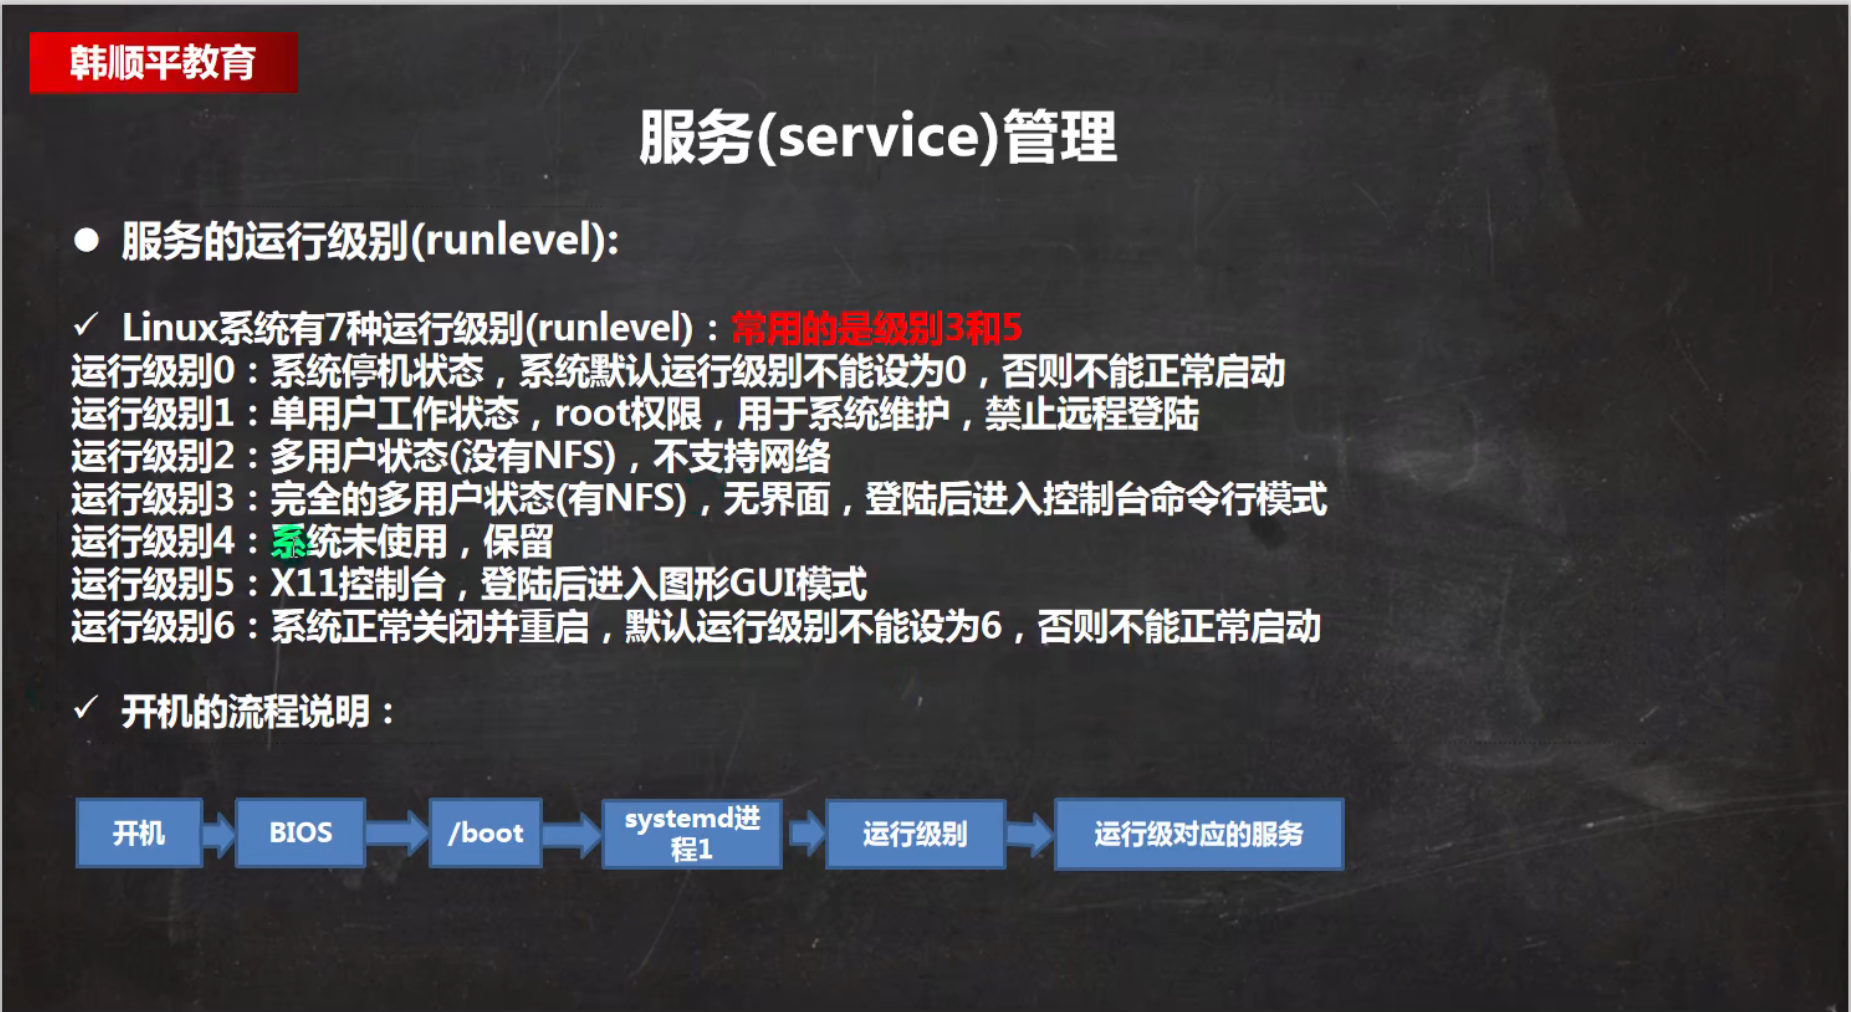 韩顺平教育
服务(service)管理
● 服务的运行级别(runlevel):
✓ Linux系统有7种运行级别(runlevel)：常用的是级别3和5
运行级别0：系统停机状态，系统默认运行级别不能设为0，否则不能正常启动
运行级别1：单用户工作状态，root权限，用于系统维护，禁止远程登陆
运行级别2：多用户状态(没有NFS)，不支持网络
运行级别3：完全的多用户状态(有NFS)，无界面，登陆后进入控制台命令行模式
运行级别4：系统未使用，保留
运行级别5：X11控制台，登陆后进入图形GUI模式
运行级别6：系统正常关闭并重启，默认运行级别不能设为6，否则不能正常启动
✓ 开机的流程说明：
开机
BIOS
/boot
systemd进
程1
运行级别
运行级对应的服务